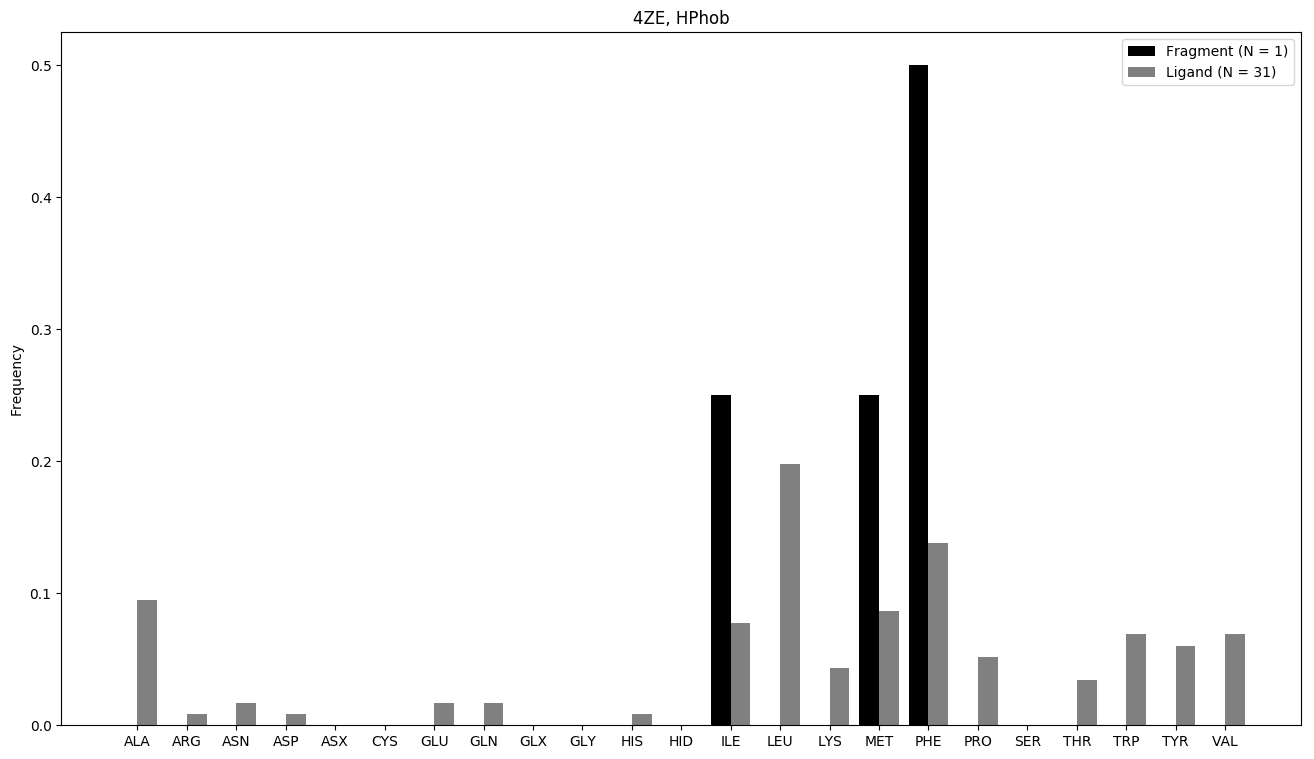 4ZE, HPhob
Fragment (N = 1)
Ligand (N = 31)
Frequency
0.5
0.4
0.3
0.2
0.1
0.0
ALA ARG ASN ASP ASX CYS GLU GLN GLX GLY HIS HID ILE LEU LYS MET PHE PRO SER THR TRP TYR VAL